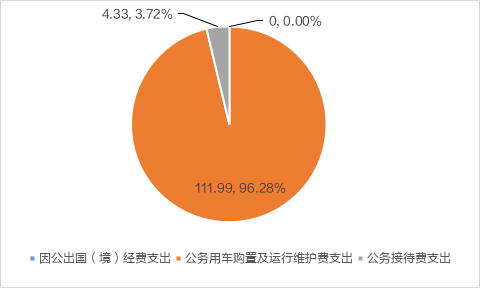 4.33, 3.72%
0, 0.00%
111.99, 96.28%
因公出国（境）经费支出 公务用车购置及运行维护费支出 公务接待费支出